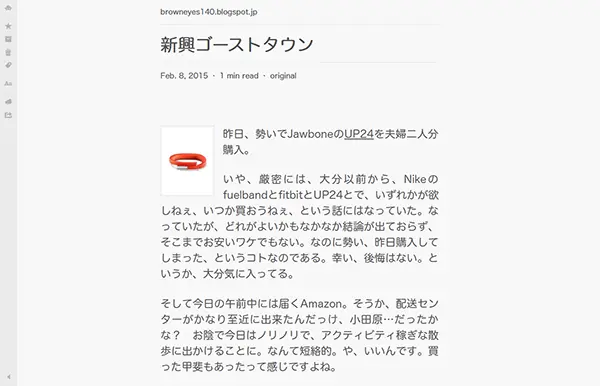 browneyes140.blogspot.jp
新興ゴーストタウン
Feb. 8, 2015 · 1 min read · original
昨日、勢いでJawboneのUP24を夫婦二人分
購入。
いや、厳密には、大分以前から、Nikeの
fuelbandとfitbitとUP24とで、いずれかが欲
しねぇ、いつか買おうねぇ、という話にはなっていた。な
っていたが、どれがよいかもなかなか結論が出ておらず、
そこまでお安いワケでもない。なのに勢い、昨日購入して
しまった、というコトなのである。幸い、後悔はない。と
いうか、大分気に入ってる。
そして今日の午前中には届くAmazon。そうか、配送セン
ターがかなり至近に出来たんだっけ、小田原…だったか
な？　お陰で今日はノリノリで、アクティビティ稼ぎな散
歩に出かけることに。なんて短絡的。や、いいんです。買
った甲斐もあったって感じですよね。
Aa